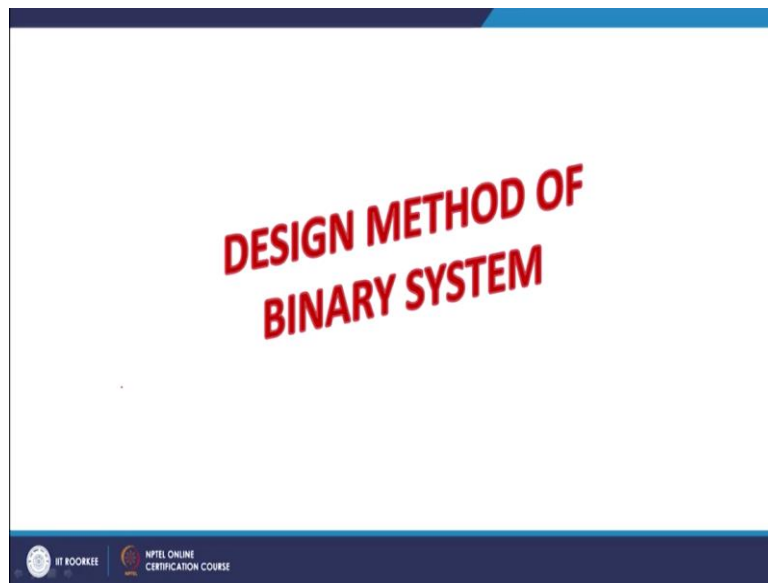 DESIGN METHOD OF
BINARY SYSTEM
IIT ROORKEE
NPTEL ONLINE
CERTIFICATION COURSE